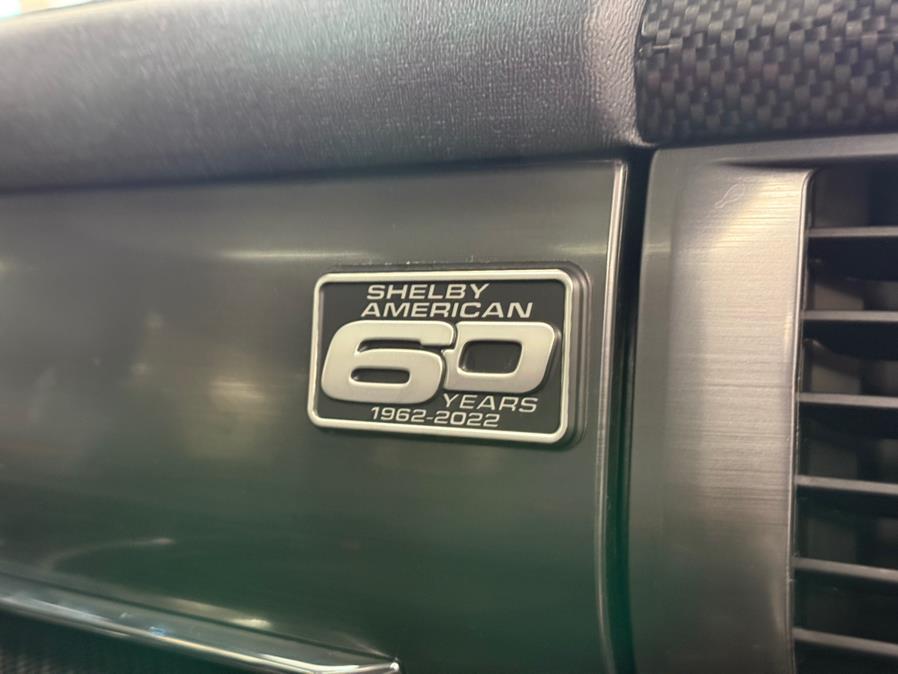 SHELBY
AMERICAN
60
YEARS
1962-2022